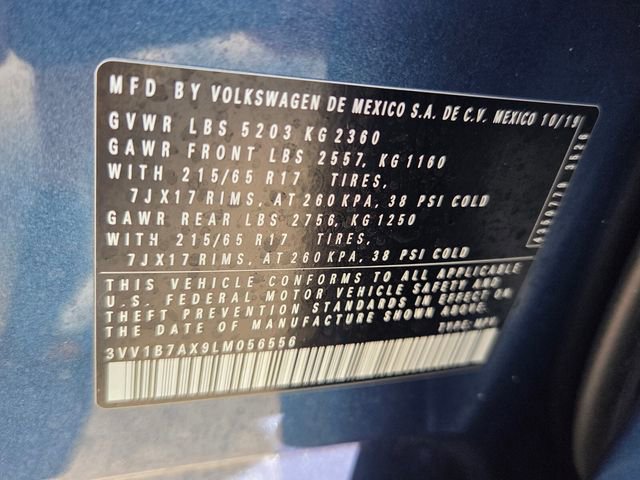 MFD BY VOLKSWAGEN DE MEXICO S.A. DE C.V. MEXICO 10/19
GVWR LBS 5203 KG 2360
GAWR FRONT LBS 2557, KG 1160
WITH 215/65 R17 TIRES,
7JX17 RIMS, AT 260 KPA, 38 PSI COLD
GAWR REAR LBS 2756, KG 1250
WITH 215/65 R17 TIRES,
7JX17 RIMS, AT 260 KPA, 38 PSI COLD
THIS VEHICLE CONFORMS TO ALL APPLICABLE
U.S. FEDERAL MOTOR VEHICLE SAFETY AND
THEFT PREVENTION STANDARDS IN EFFECT ON
THE DATE OF MANUFACTURE SHOWN ABOVE.
3VV1B7AX9LM056556
TYPE: MPV